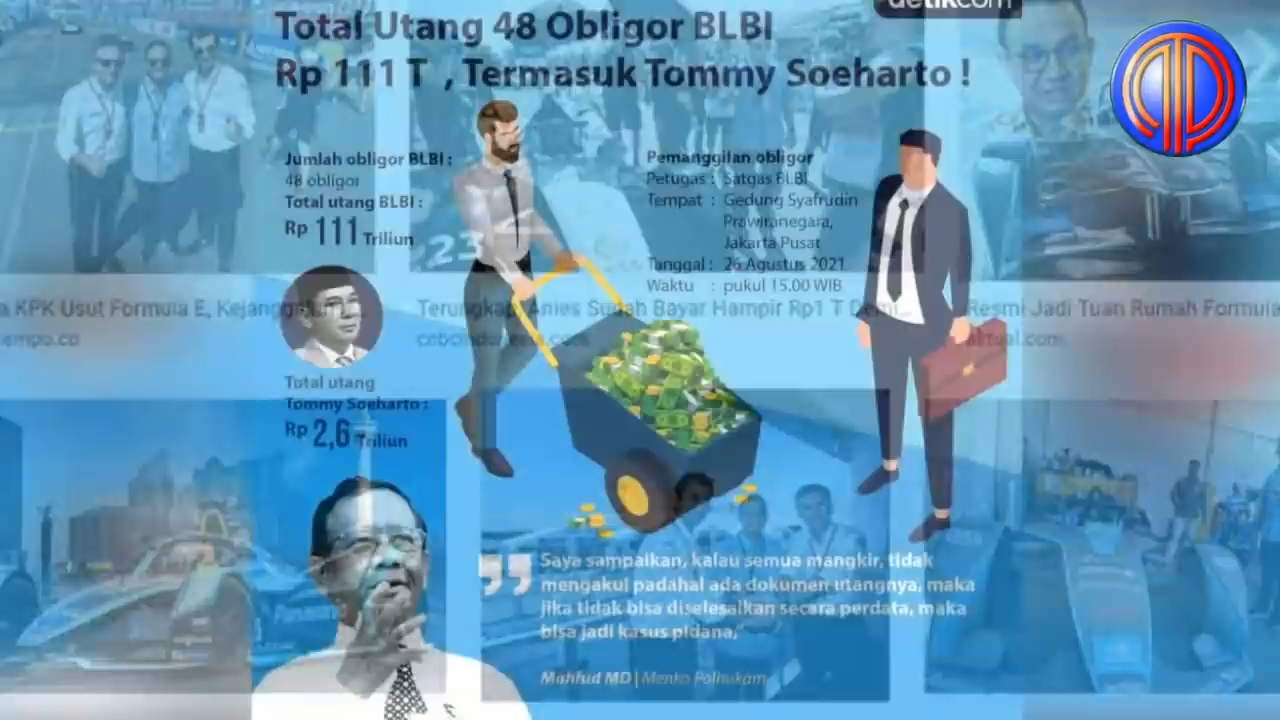 detikcom
Total Utang 48 Obligor BLBI
Rp 111 T , Termasuk Tommy Soeharto !
Jumlah obligor BLBI :
48 obligor
Total utang BLBI :
Rp 111 Triliun
Pemanggilan obligor
Petugas : Satgas BLBI
Tempat : Gedung Syafrudin
Prawiranegara,
Jakarta Pusat
Tanggal : 26 Agustus 2021
Waktu : pukul 15.00 WIB
a KPK Usut Formula E,
tempo.co
Terungkap, Anies Sudah Bayar Hampir Rp1 T Demi...
Resmi Jadi Tuan Rumah Formula
Total utang
Tommy Soeharto :
Rp 2,6 Triliun
Saya sampaikan, kalau semua mangkir, tidak
mengakui padahal ada dokumen utangnya, maka
jika tidak bisa diselesaikan secara perdata, maka
bisa jadi kasus pidana,"
Mahfud MD | Menko Polhukam